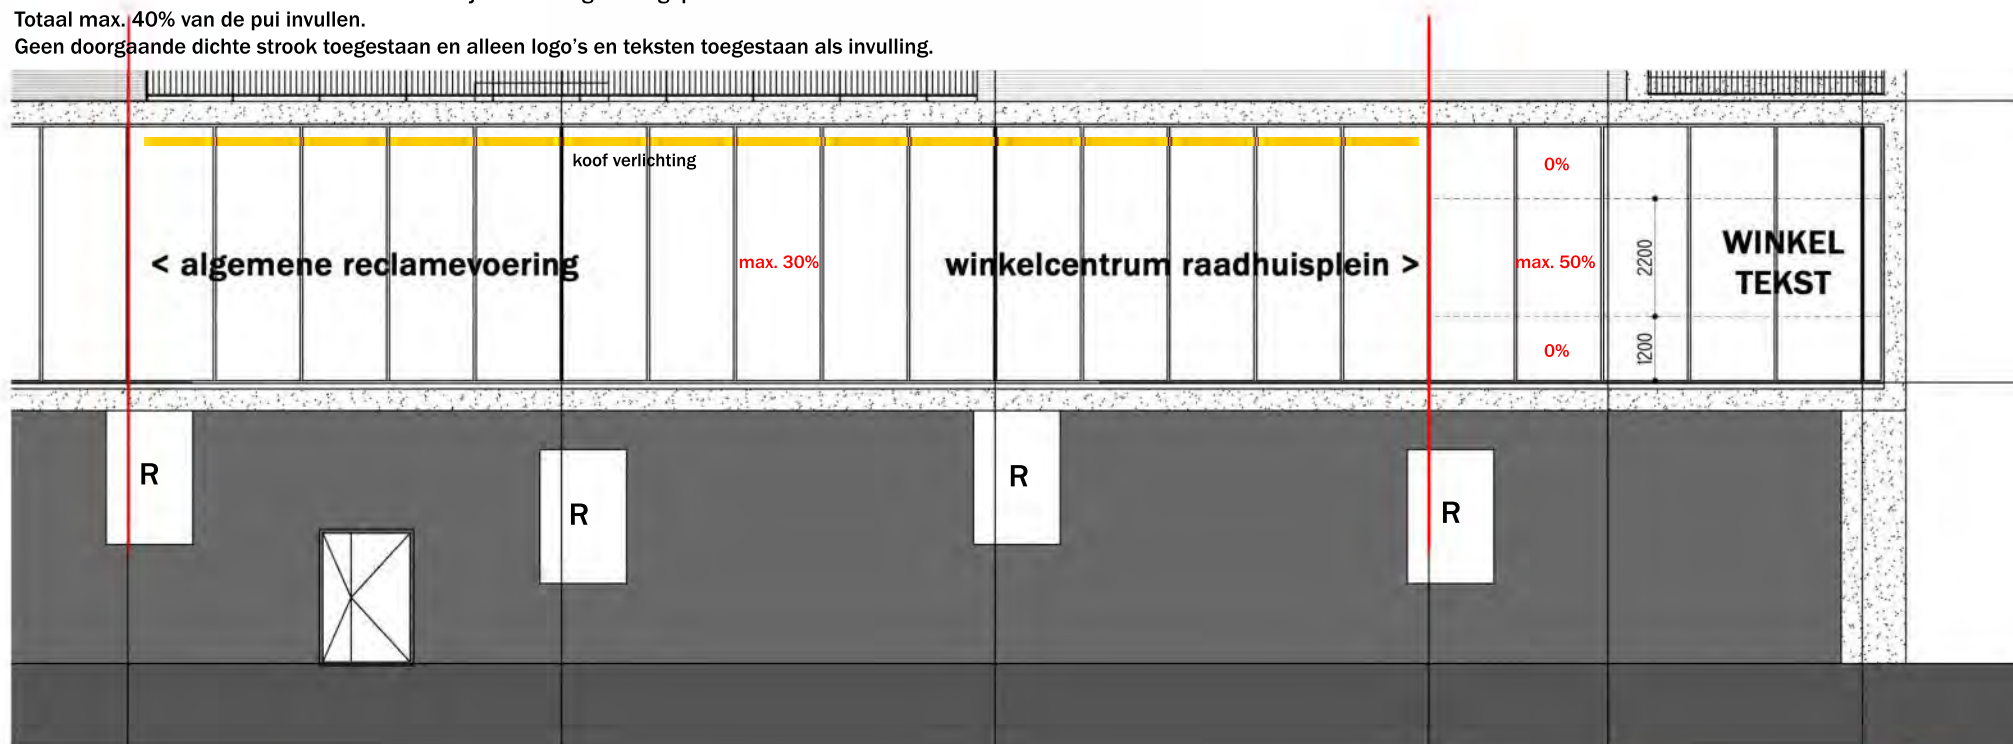 Totaal max. 40% van de pui invullen.
Geen doorgaande dichte strook toegestaan en alleen logo's en teksten toegestaan als invulling.
koof verlichting
0%
< algemene reclamevoering
max. 30%
winkelcentrum raadhuisplein >
max. 50%
2200
WINKEL
TEKST
0%
1200
R
R
R
R